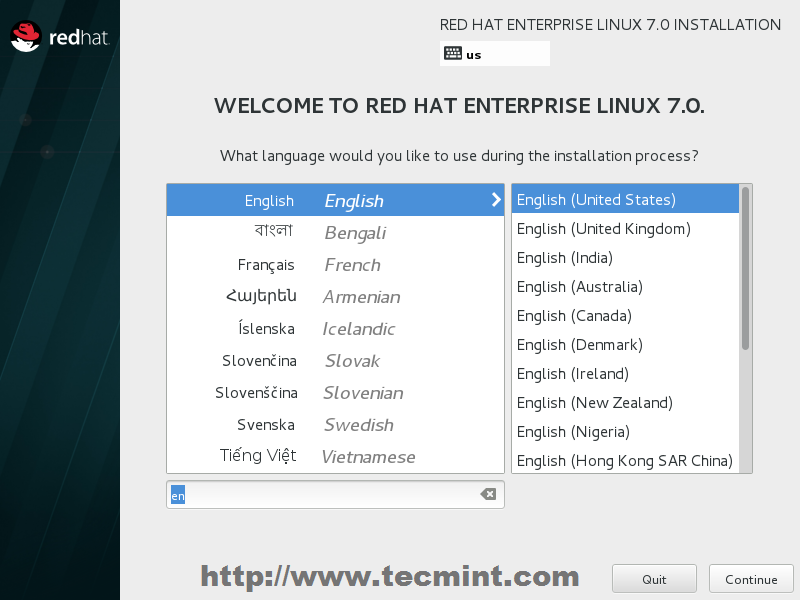 redhat.
RED HAT ENTERPRISE LINUX 7.0 INSTALLATION
us
WELCOME TO RED HAT ENTERPRISE LINUX 7.0.
What language would you like to use during the installation process?
English English
বাংলা Bengali
Français French
Հայերեն Armenian
Íslenska Icelandic
Slovenčina Slovak
Slovenščina Slovenian
Svenska Swedish
Tiếng Việt Vietnamese
en
English (United States)
English (United Kingdom)
English (India)
English (Australia)
English (Canada)
English (Denmark)
English (Ireland)
English (New Zealand)
English (Nigeria)
English (Hong Kong SAR China)
http://www.tecmint.com
Quit
Continue